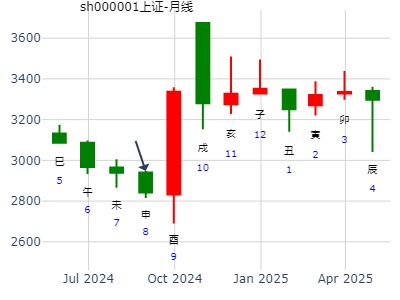 sh000001上证-月线
3600
3400
3200
3000
2800
2600
巳
5
午
6
未
7
申
8
酉
9
戌
10
亥
11
子
12
丑
1
寅
2
卯
3
辰
4
Jul 2024
Oct 2024
Jan 2025
Apr 2025